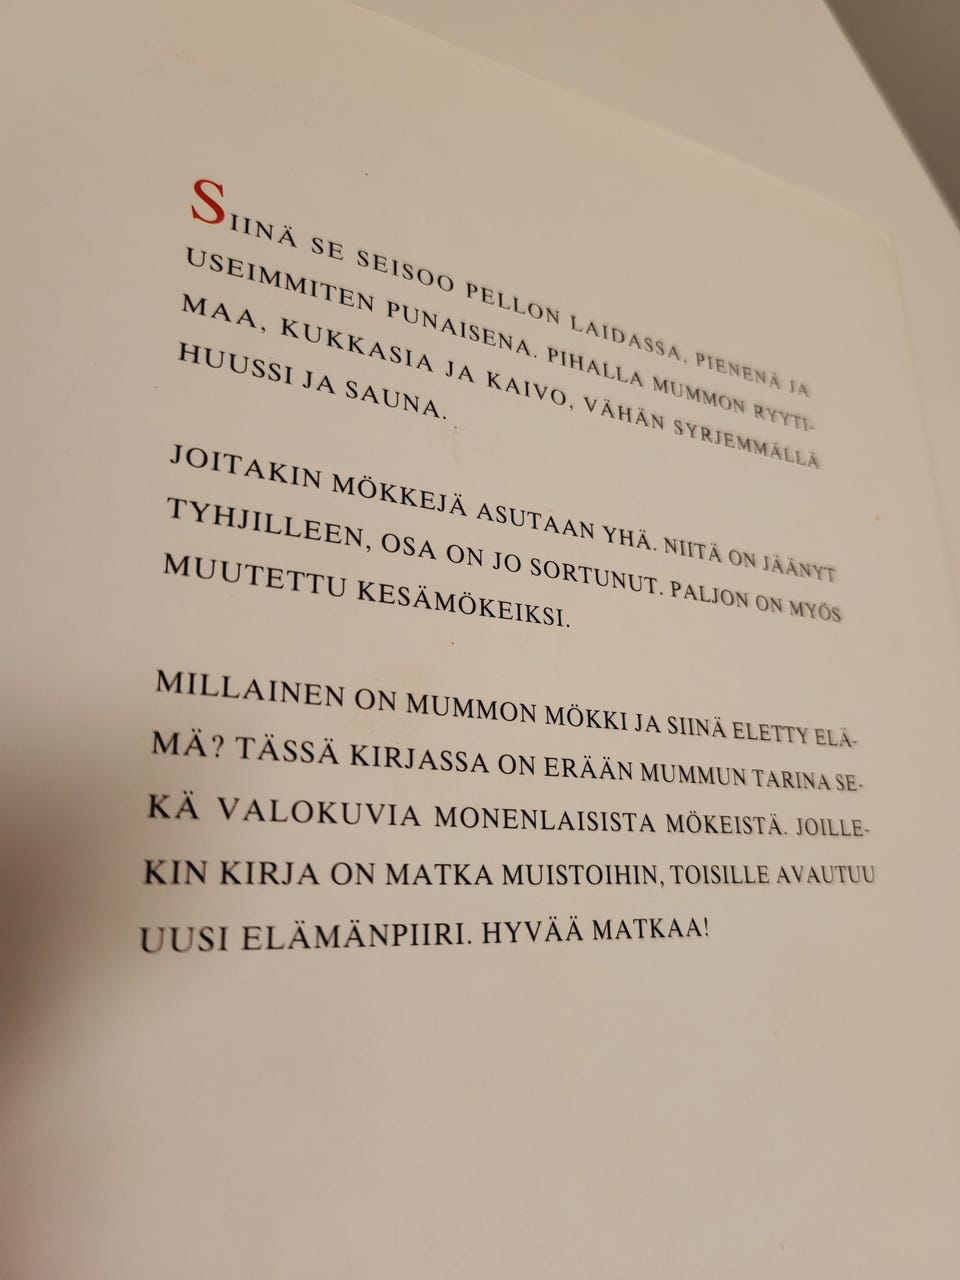 SIINÄ SE SEISOO PELLON LAIDASSA, PIENENÄ JA
USEIMMITEN PUNAISENA. PIHALLA MUMMON RYYTI-
MAA, KUKKASIA JA KAIVO, VÄHÄN SYRJEMMÄLLÄ
HUUSSI JA SAUNA.
JOITAKIN MÖKKEJÄ ASUTAAN YHÄ. NIITÄ ON JÄÄNYT
TYHJILLEEN, OSA ON JO SORTUNUT. PALJON ON MYÖS
MUUTETTU KESÄMÖKEIKSI.
MILLAINEN ON MUMMON MÖKKI JA SIINÄ ELETTY ELÄ-
MÄ? TÄSSÄ KIRJASSA ON ERÄÄN MUMMUN TARINA SE-
KÄ VALOKUVIA MONENLAISISTA MÖKEISTÄ. JOILLE-
KIN KIRJA ON MATKA MUISTOIHIN, TOISILLE AVAUTUU
UUSI ELÄMÄNPIIRI. HYVÄÄ MATKAA!